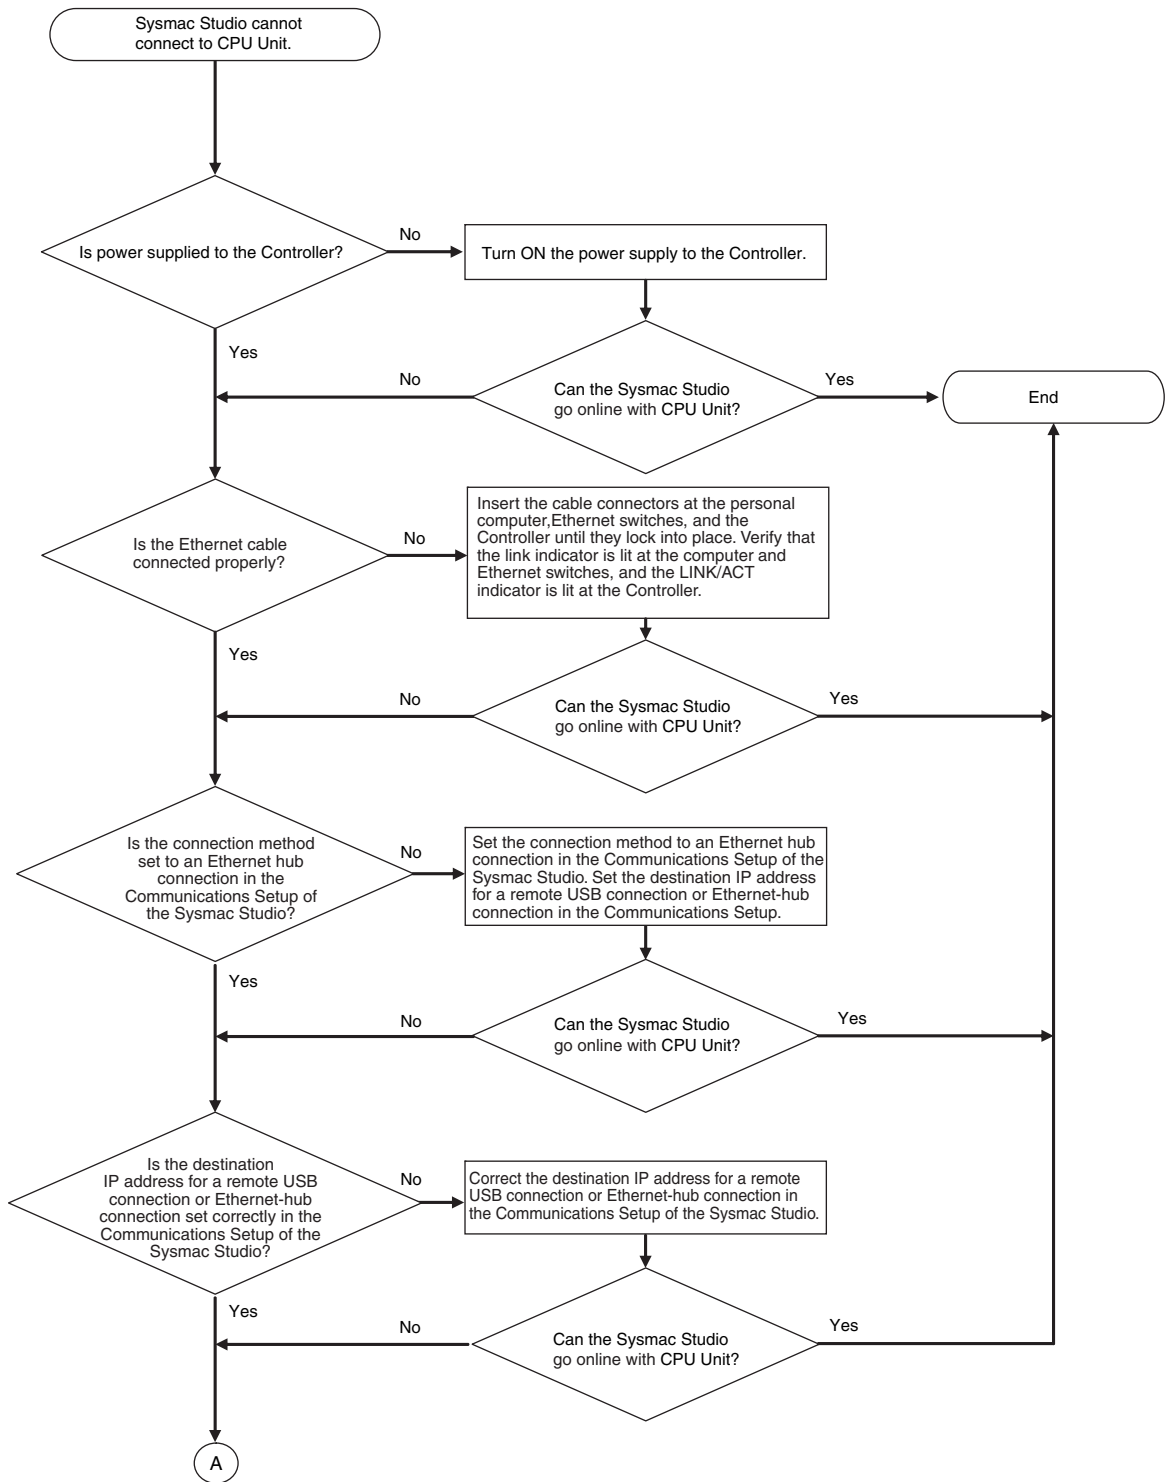 Sysmac Studio cannot
connect to CPU Unit.
Is power supplied to the Controller?
No
Turn ON the power supply to the Controller.
Yes
No
Can the Sysmac Studio
go online with CPU Unit?
Yes
End
Is the Ethernet cable
connected properly?
No
Insert the cable connectors at the personal
computer,Ethernet switches, and the
Controller until they lock into place. Verify that
the link indicator is lit at the computer and
Ethernet switches, and the LINK/ACT
indicator is lit at the Controller.
Yes
No
Can the Sysmac Studio
go online with CPU Unit?
Yes
Is the connection method
set to an Ethernet hub
connection in the
Communications Setup of
the Sysmac Studio?
No
Set the connection method to an Ethernet hub
connection in the Communications Setup of the
Sysmac Studio. Set the destination IP address
for a remote USB connection or Ethernet-hub
connection in the Communications Setup.
Yes
No
Can the Sysmac Studio
go online with CPU Unit?
Yes
Is the destination
IP address for a remote USB
connection or Ethernet-hub
connection set correctly in the
Communications Setup of the
Sysmac Studio?
No
Correct the destination IP address for a remote
USB connection or Ethernet-hub connection in
the Communications Setup of the Sysmac Studio.
Yes
No
Can the Sysmac Studio
go online with CPU Unit?
Yes
A